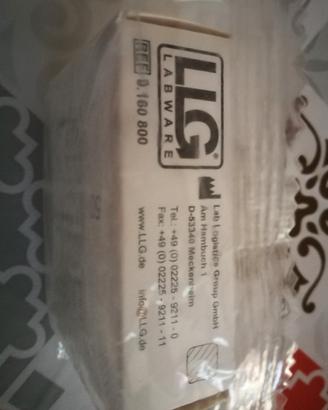 LLG®
LABWARE
REF 9.160 800
Lab Logistics Group GmbH
Am Hambuch 1
D-53340 Meckenheim
Tel.: +49 (0) 02225 - 9211 - 0
Fax: +49 (0) 02225 - 9211 - 11
www.LLG.de info@LLG.de